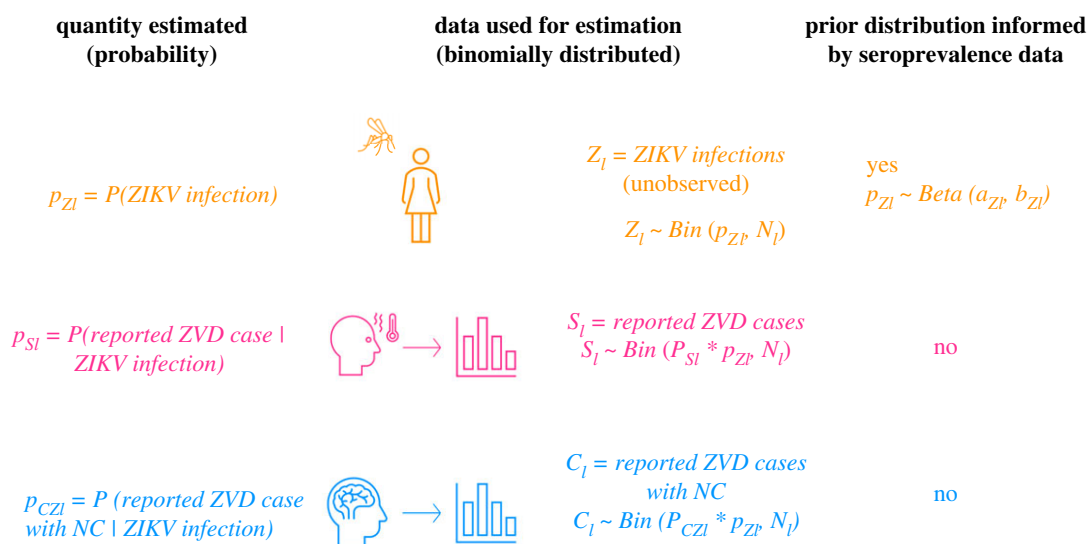 quantity estimated
(probability)
data used for estimation
(binomially distributed)
prior distribution informed
by seroprevalence data
p_Zl = P(ZIKV infection)
Z_l = ZIKV infections
(unobserved)
Z_l ~ Bin (p_Zl, N_l)
yes
p_Zl ~ Beta (a_Zl, b_Zl)
p_Sl = P(reported ZVD case |
ZIKV infection)
S_l = reported ZVD cases
S_l ~ Bin (P_Sl * p_Zl, N_l)
no
p_CZl = P (reported ZVD case
with NC | ZIKV infection)
C_l = reported ZVD cases
with NC
C_l ~ Bin (P_CZl * p_Zl, N_l)
no